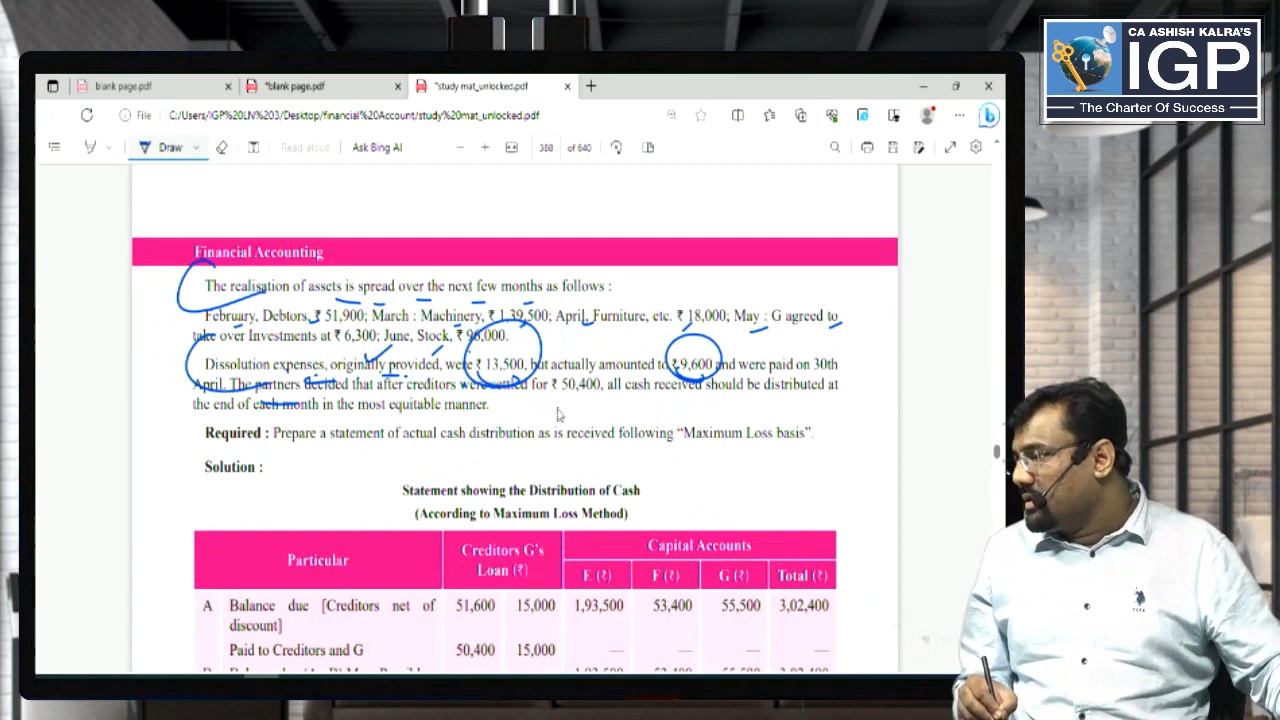 CA ASHISH KALRA'S
IGP
The Charter Of Success
blank page.pdf
*blank page.pdf
*study mat_unlocked.pdf
File
C:/Users/IGP%20LN%203/Desktop/financial%20Account/study%20mat_unlocked.pdf
Draw
Read aloud
Ask Bing AI
388 of 640
Financial Accounting
The realisation of assets is spread over the next few months as follows :
February, Debtors, ₹ 51,900; March : Machinery, ₹ 1,39,500; April, Furniture, etc. ₹ 18,000; May : G agreed to
take over Investments at ₹ 6,300; June, Stock, ₹ 96,000.
Dissolution expenses, originally provided, were ₹ 13,500, but actually amounted to ₹ 9,600 and were paid on 30th
April. The partners decided that after creditors were settled for ₹ 50,400, all cash received should be distributed at
the end of each month in the most equitable manner.
Required : Prepare a statement of actual cash distribution as is received following “Maximum Loss basis”.
Solution :
Statement showing the Distribution of Cash
(According to Maximum Loss Method)
Particular
Creditors G's
Loan (₹)
Capital Accounts
E (₹) F (₹) G (₹) Total (₹)
A Balance due [Creditors net of 51,600 15,000 1,93,500 53,400 55,500 3,02,400
discount]
Paid to Creditors and G 50,400 15,000 — — — —